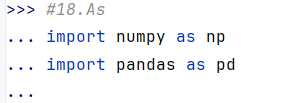 >>> #18.As
... import numpy as np
... import pandas as pd
...